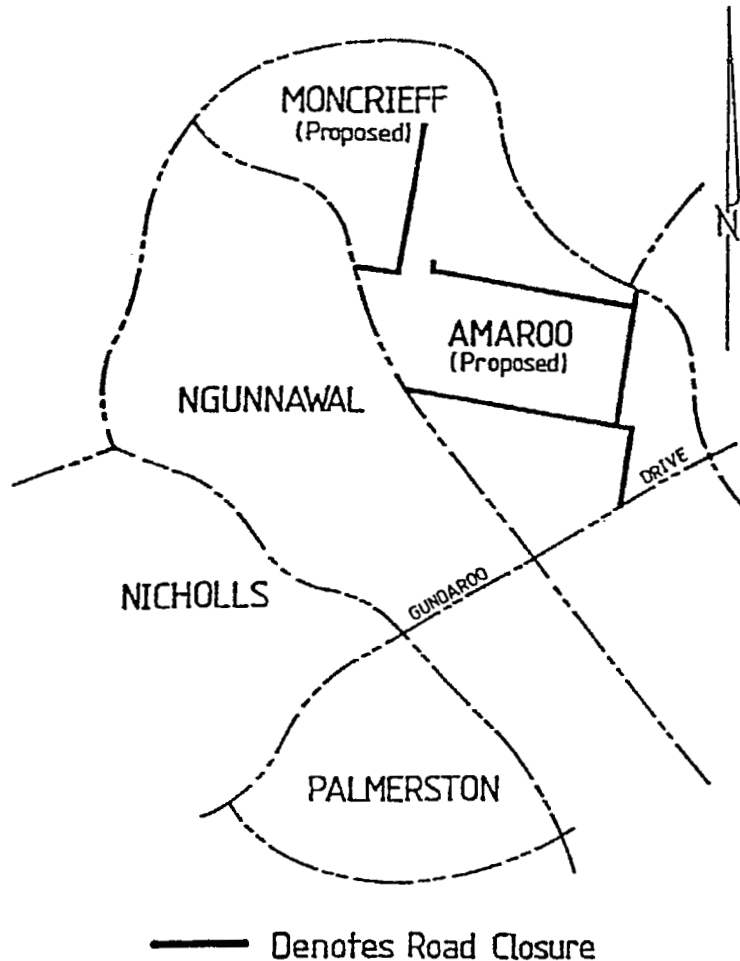 MONCRIEFF
(Proposed)
N
AMAROO
(Proposed)
NGUNNAWAL
DRIVE
NICHOLLS
GUNDAROO
PALMERSTON
Denotes Road Closure